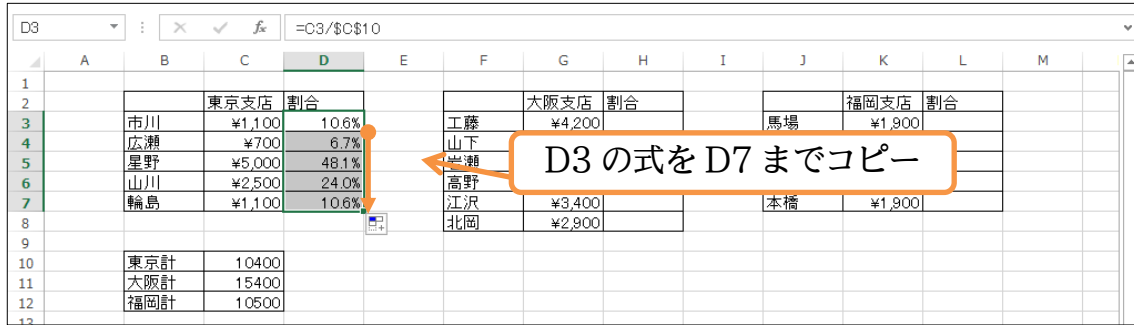 D3 fx =C3/$C$10
A B C D E F G H I J K L M
1
2 東京支店 割合 大阪支店 割合 福岡支店 割合
3 市川 ¥1,100 10.6% 工藤 ¥4,200 馬場 ¥1,900
4 広瀬 ¥700 6.7% 山下
5 星野 ¥5,000 48.1% 岩瀬
6 山川 ¥2,500 24.0% 高野
7 輪島 ¥1,100 10.6% 江沢 ¥3,400 本橋 ¥1,900
D3 の式を D7 までコピー
8 北岡 ¥2,900
9
10 東京計 10400
11 大阪計 15400
12 福岡計 10500
13